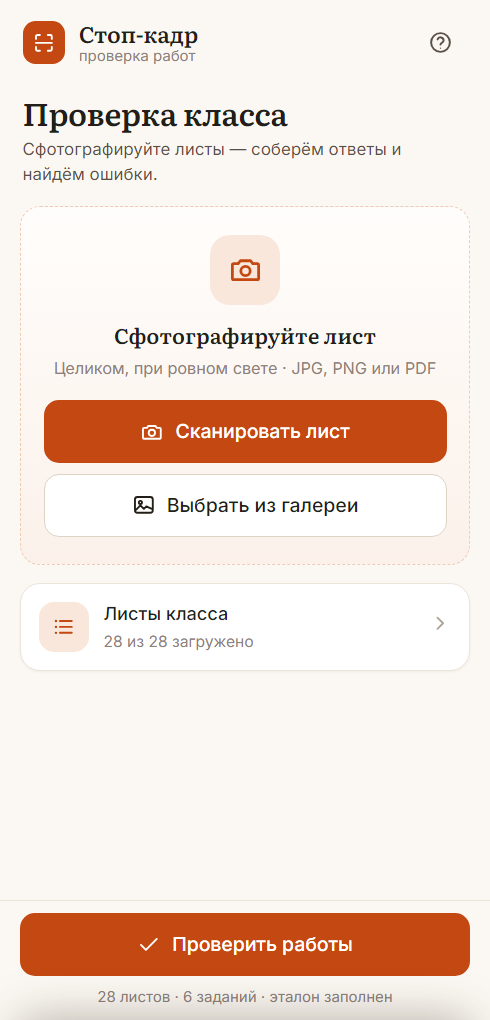 Стоп-кадр
проверка работ
Проверка класса
Сфотографируйте листы — соберём ответы и
найдём ошибки.
Сфотографируйте лист
Целиком, при ровном свете · JPG, PNG или PDF
Сканировать лист
Выбрать из галереи
Листы класса
28 из 28 загружено
Проверить работы
28 листов · 6 заданий · эталон заполнен